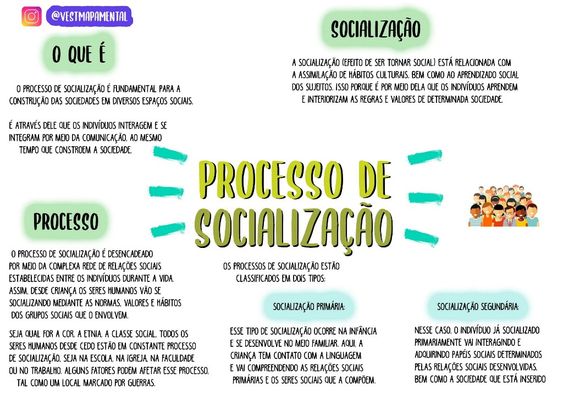 @VESTMAPAMENTAL
O QUE É
O PROCESSO DE SOCIALIZAÇÃO É FUNDAMENTAL PARA A
CONSTRUÇÃO DAS SOCIEDADES EM DIVERSOS ESPAÇOS SOCIAIS.
É ATRAVÉS DELE QUE OS INDIVÍDUOS INTERAGEM E SE
INTEGRAM POR MEIO DA COMUNICAÇÃO, AO MESMO
TEMPO QUE CONSTROEM A SOCIEDADE.
SOCIALIZAÇÃO
A SOCIALIZAÇÃO (EFEITO DE SER TORNAR SOCIAL) ESTÁ RELACIONADA COM
A ASSIMILAÇÃO DE HÁBITOS CULTURAIS, BEM COMO AO APRENDIZADO SOCIAL
DOS SUJEITOS. ISSO PORQUE É POR MEIO DELA QUE OS INDIVÍDUOS APRENDEM
E INTERIORIZAM AS REGRAS E VALORES DE DETERMINADA SOCIEDADE.
PROCESSO DE
SOCIALIZAÇÃO
PROCESSO
O PROCESSO DE SOCIALIZAÇÃO É DESENCADEADO
POR MEIO DA COMPLEXA REDE DE RELAÇÕES SOCIAIS
ESTABELECIDAS ENTRE OS INDIVÍDUOS DURANTE A VIDA.
ASSIM, DESDE CRIANÇA OS SERES HUMANOS VÃO SE
SOCIALIZANDO MEDIANTE AS NORMAS, VALORES E HÁBITOS
DOS GRUPOS SOCIAIS QUE O ENVOLVEM.
SEJA QUAL FOR A COR, A ETNIA, A CLASSE SOCIAL, TODOS OS
SERES HUMANOS DESDE CEDO ESTÃO EM CONSTANTE PROCESSO
DE SOCIALIZAÇÃO, SEJA NA ESCOLA, NA IGREJA, NA FACULDADE
OU NO TRABALHO. ALGUNS FATORES PODEM AFETAR ESSE PROCESSO,
TAL COMO UM LOCAL MARCADO POR GUERRAS.
OS PROCESSOS DE SOCIALIZAÇÃO ESTÃO
CLASSIFICADOS EM DOIS TIPOS:
SOCIALIZAÇÃO PRIMÁRIA:
ESSE TIPO DE SOCIALIZAÇÃO OCORRE NA INFÂNCIA
E SE DESENVOLVE NO MEIO FAMILIAR. AQUI, A
CRIANÇA TEM CONTATO COM A LINGUAGEM
E VAI COMPREENDENDO AS RELAÇÕES SOCIAIS
PRIMÁRIAS E OS SERES SOCIAIS QUE A COMPÕEM.
SOCIALIZAÇÃO SEGUNDÁRIA:
NESSE CASO, O INDIVÍDUO JÁ SOCIALIZADO
PRIMARIAMENTE VAI INTERAGINDO E
ADQUIRINDO PAPÉIS SOCIAIS DETERMINADOS
PELAS RELAÇÕES SOCIAIS DESENVOLVIDAS,
BEM COMO A SOCIEDADE QUE ESTÁ INSERIDO